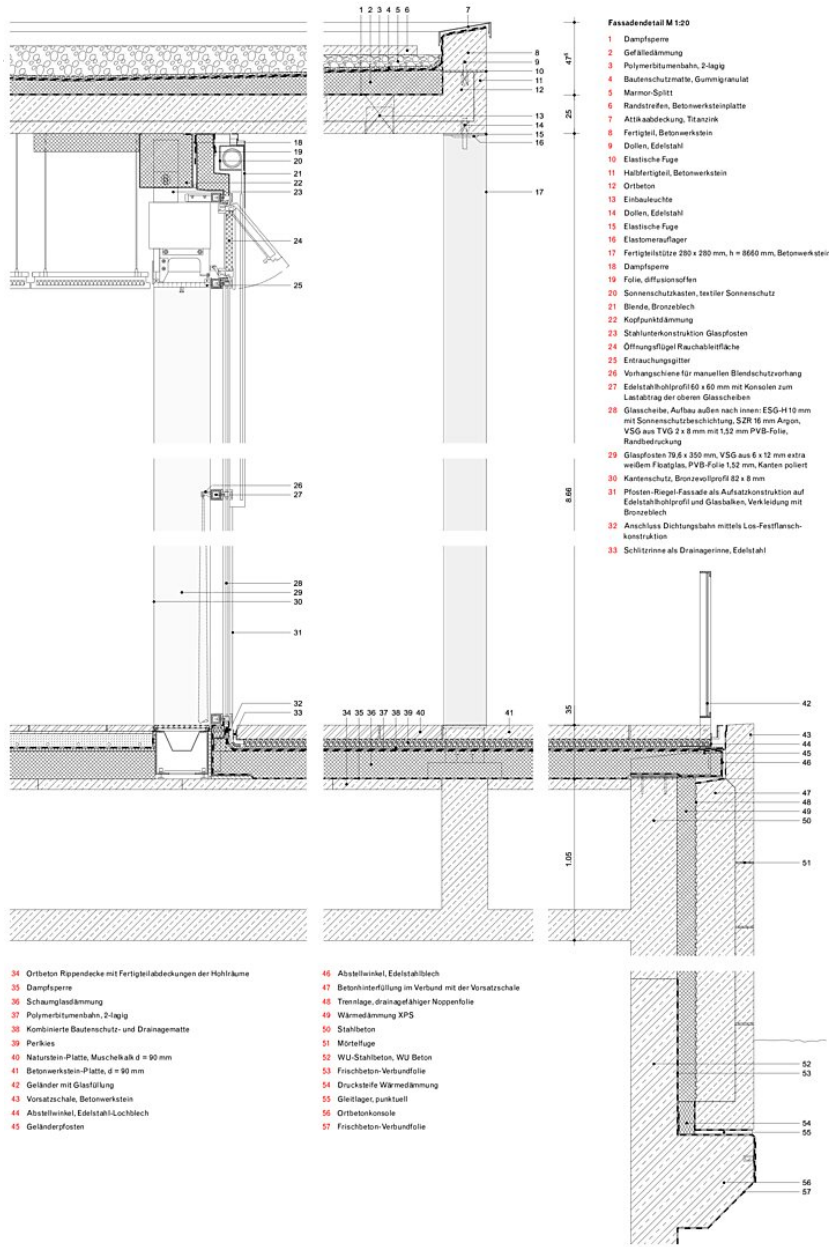 1 2 3 4 5 6
7
8
9
10
11
12
13
14
15
16
17
18
19
20
21
22
23
24
25
26
27
28
29
30
31
32
33
34 35 36 37 38 39 40
41
42
43
44
45
46
47
48
49
50
51
52
53
54
55
56
57
47⁵
25
8.66
35
1.05
Fassadendetail M 1:20
1 Dampfsperre
2 Gefälledämmung
3 Polymerbitumenbahn, 2-lagig
4 Bautenschutzmatte, Gummigranulat
5 Marmor-Splitt
6 Randstreifen, Betonwerksteinplatte
7 Attikaabdeckung, Titanzink
8 Fertigteil, Betonwerkstein
9 Dollen, Edelstahl
10 Elastische Fuge
11 Halbfertigteil, Betonwerkstein
12 Ortbeton
13 Einbauleuchte
14 Dollen, Edelstahl
15 Elastische Fuge
16 Elastomerauflager
17 Fertigteilstütze 280 x 280 mm, h = 8660 mm, Betonwerkstein
18 Dampfsperre
19 Folie, diffusionsoffen
20 Sonnenschutzkasten, textiler Sonnenschutz
21 Blende, Bronzeblech
22 Kopfpunktdämmung
23 Stahlunterkonstruktion Glaspfosten
24 Öffnungsflügel Rauchableitfläche
25 Entrauchungsgitter
26 Vorhangschiene für manuellen Blendschutzvorhang
27 Edelstahlhohlprofil 60 x 60 mm mit Konsolen zum
Lastabtrag der oberen Glasscheiben
28 Glasscheibe, Aufbau außen nach innen: ESG-H 10 mm
mit Sonnenschutzbeschichtung, SZR 16 mm Argon,
VSG aus TVG 2 x 8 mm mit 1,52 mm PVB-Folie,
Randbedruckung
29 Glaspfosten 79,6 x 350 mm, VSG aus 6 x 12 mm extra
weißem Floatglas, PVB-Folie 1,52 mm, Kanten poliert
30 Kantenschutz, Bronzevollprofil 82 x 8 mm
31 Pfosten-Riegel-Fassade als Aufsatzkonstruktion auf
Edelstahlhohlprofil und Glasbalken, Verkleidung mit
Bronzeblech
32 Anschluss Dichtungsbahn mittels Los-Festflansch-
konstruktion
33 Schlitzrinne als Drainagerinne, Edelstahl
34 Ortbeton Rippendecke mit Fertigteilabdeckungen der Hohlräume
35 Dampfsperre
36 Schaumglasdämmung
37 Polymerbitumenbahn, 2-lagig
38 Kombinierte Bautenschutz- und Drainagematte
39 Perlkies
40 Naturstein-Platte, Muschelkalk d = 90 mm
41 Betonwerkstein-Platte, d = 90 mm
42 Geländer mit Glasfüllung
43 Vorsatzschale, Betonwerkstein
44 Abstellwinkel, Edelstahl-Lochblech
45 Geländerpfosten
46 Abstellwinkel, Edelstahlblech
47 Betonhinterfüllung im Verbund mit der Vorsatzschale
48 Trennlage, drainagefähiger Noppenfolie
49 Wärmedämmung XPS
50 Stahlbeton
51 Mörtelfuge
52 WU-Stahlbeton, WU Beton
53 Frischbeton-Verbundfolie
54 Drucksteife Wärmedämmung
55 Gleitlager, punktuell
56 Ortbetonkonsole
57 Frischbeton-Verbundfolie